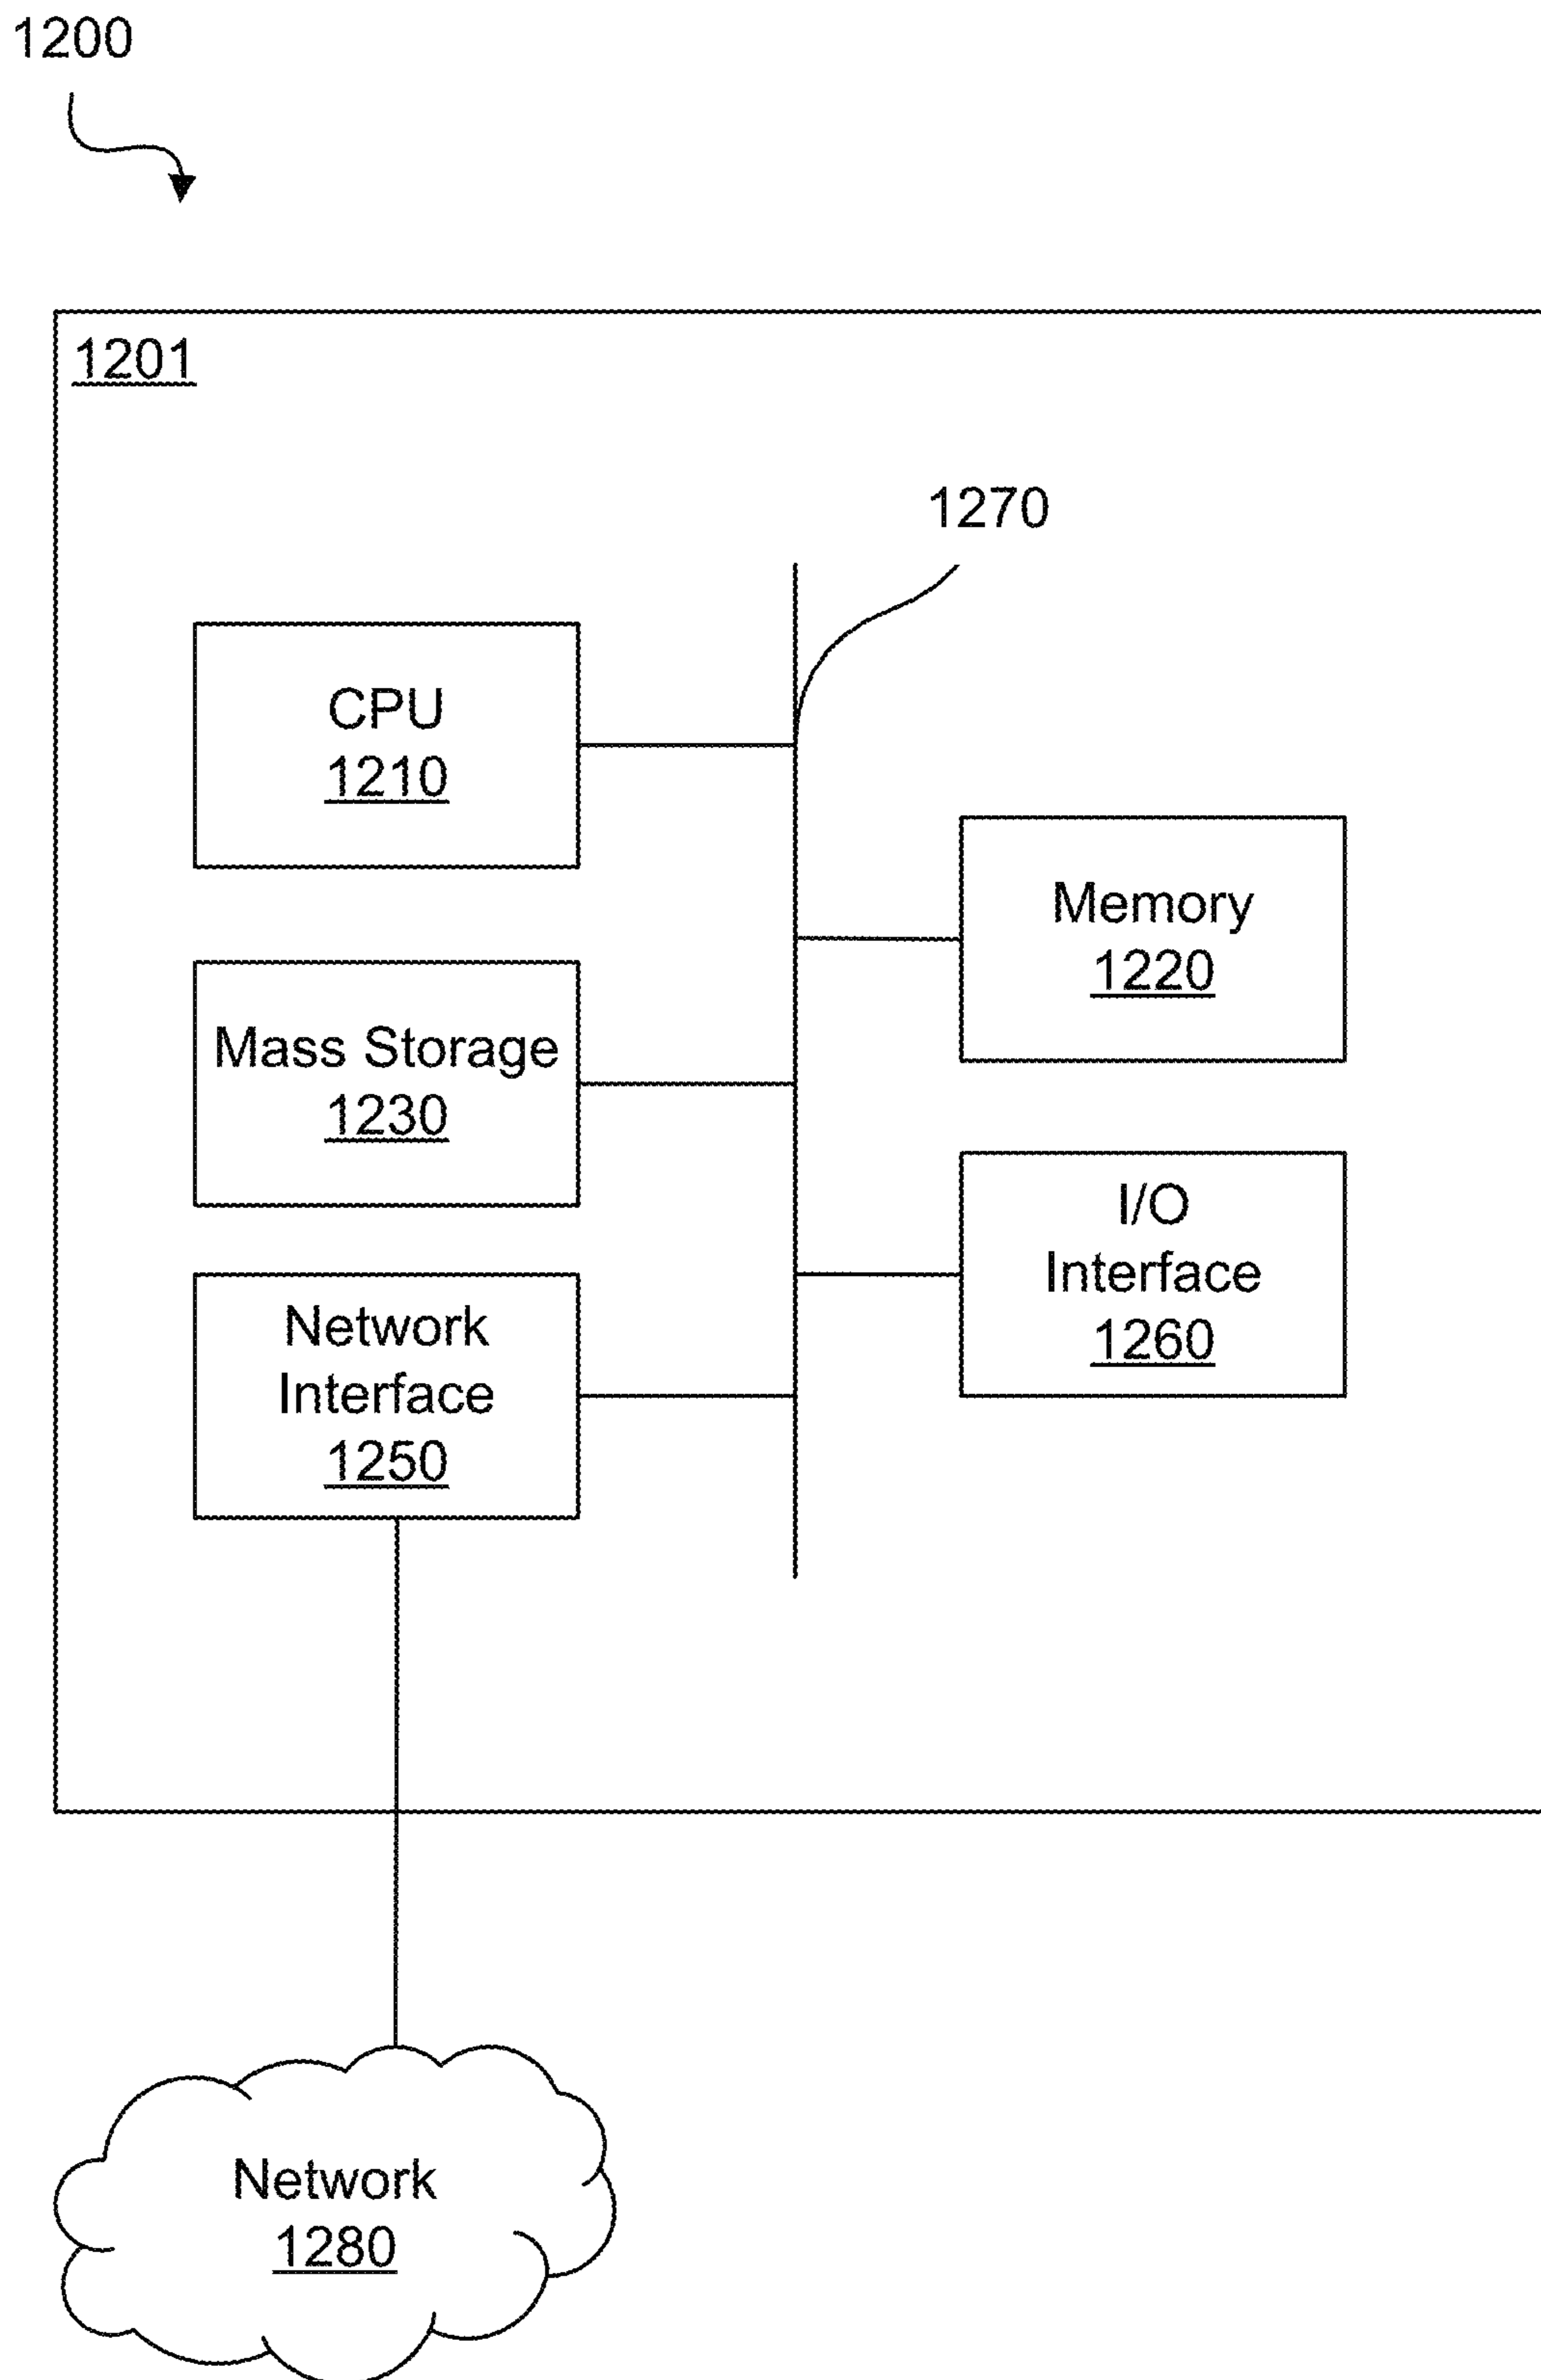 1200
1201
1270
CPU
1210
Memory
1220
Mass Storage
1230
I/O
Interface
1260
Network
Interface
1250
Network
1280